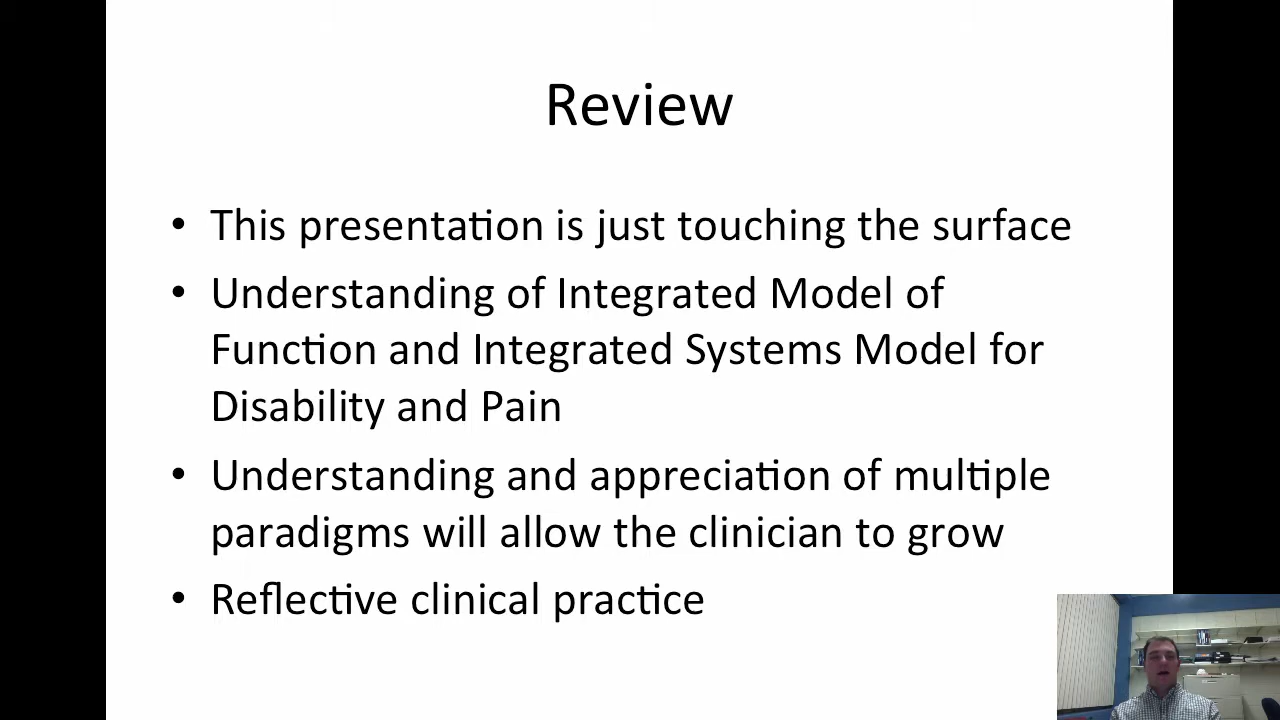 Review
• This presentation is just touching the surface
• Understanding of Integrated Model of
Function and Integrated Systems Model for
Disability and Pain
• Understanding and appreciation of multiple
paradigms will allow the clinician to grow
• Reflective clinical practice